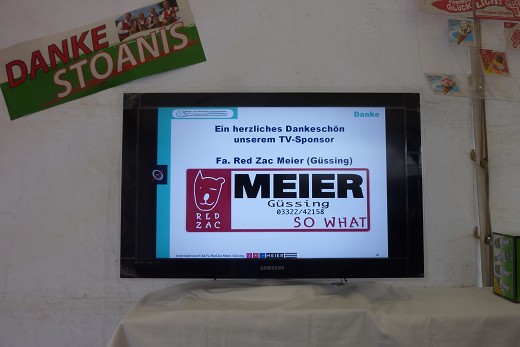 DANKE
STOANIS
GLÜCK
Danke
Ein herzliches Dankeschön
unserem TV-Sponsor
Fa. Red Zac Meier (Güssing)
RED
ZAC
MEIER
Güssing
03322/42158
SO WHAT
SAMSUNG